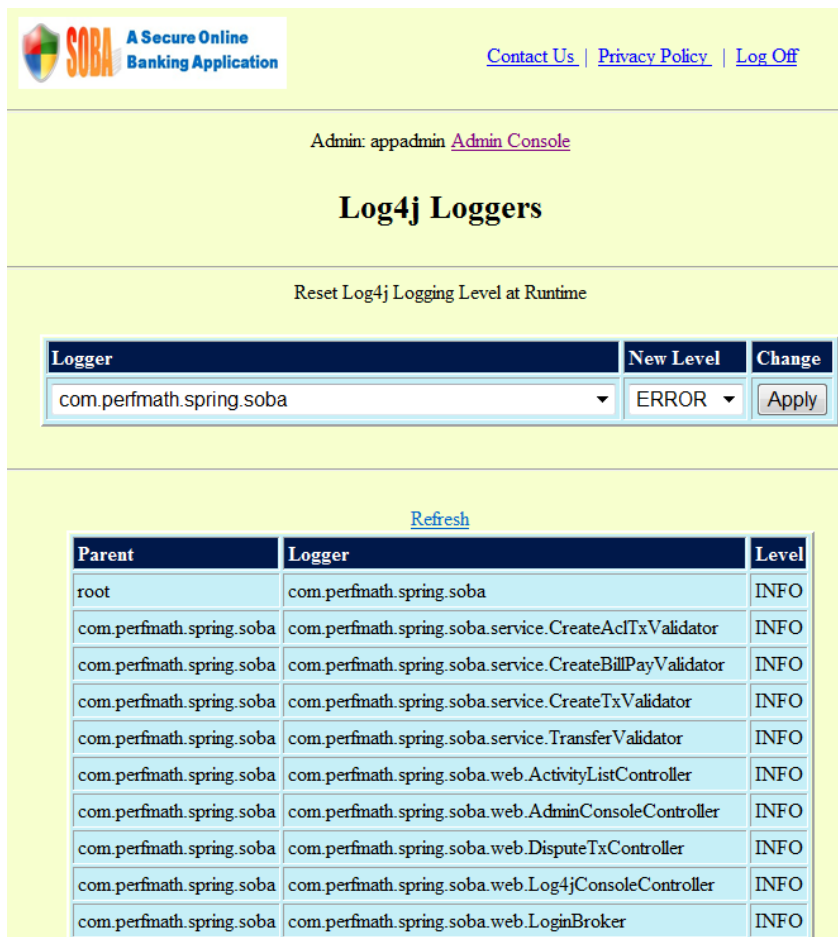 SOBA A Secure Online
Banking Application
Contact Us | Privacy Policy | Log Off
Admin: appadmin Admin Console
Log4j Loggers
Reset Log4j Logging Level at Runtime
Logger New Level Change
com.perfmath.spring.soba ERROR Apply
Refresh
Parent Logger Level
root com.perfmath.spring.soba INFO
com.perfmath.spring.soba com.perfmath.spring.soba.service.CreateAclTxValidator INFO
com.perfmath.spring.soba com.perfmath.spring.soba.service.CreateBillPayValidator INFO
com.perfmath.spring.soba com.perfmath.spring.soba.service.CreateTxValidator INFO
com.perfmath.spring.soba com.perfmath.spring.soba.service.TransferValidator INFO
com.perfmath.spring.soba com.perfmath.spring.soba.web.ActivityListController INFO
com.perfmath.spring.soba com.perfmath.spring.soba.web.AdminConsoleController INFO
com.perfmath.spring.soba com.perfmath.spring.soba.web.DisputeTxController INFO
com.perfmath.spring.soba com.perfmath.spring.soba.web.Log4jConsoleController INFO
com.perfmath.spring.soba com.perfmath.spring.soba.web.LoginBroker INFO